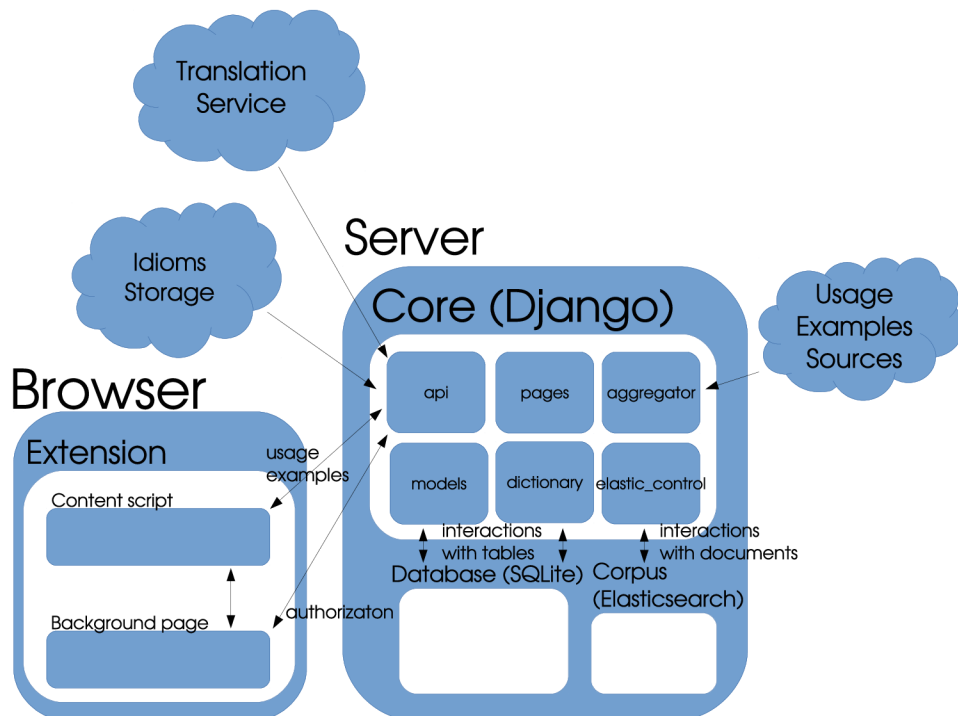 Translation
Service
Idioms
Storage
Server
Core (Django)
Usage
Examples
Sources
api
pages
aggregator
models
dictionary
elastic_control
Browser
Extension
usage
examples
Content script
Background page
authorizaton
interactions
with tables
interactions
with documents
Database (SQLite)
Corpus
(Elasticsearch)